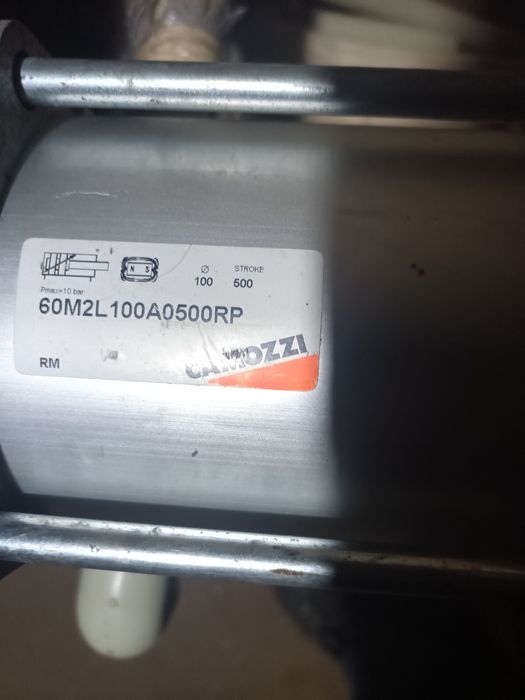 N S
Ø STROKE
100 500
Pmax=10 bar
60M2L100A0500RP
RM
CAMOZZI